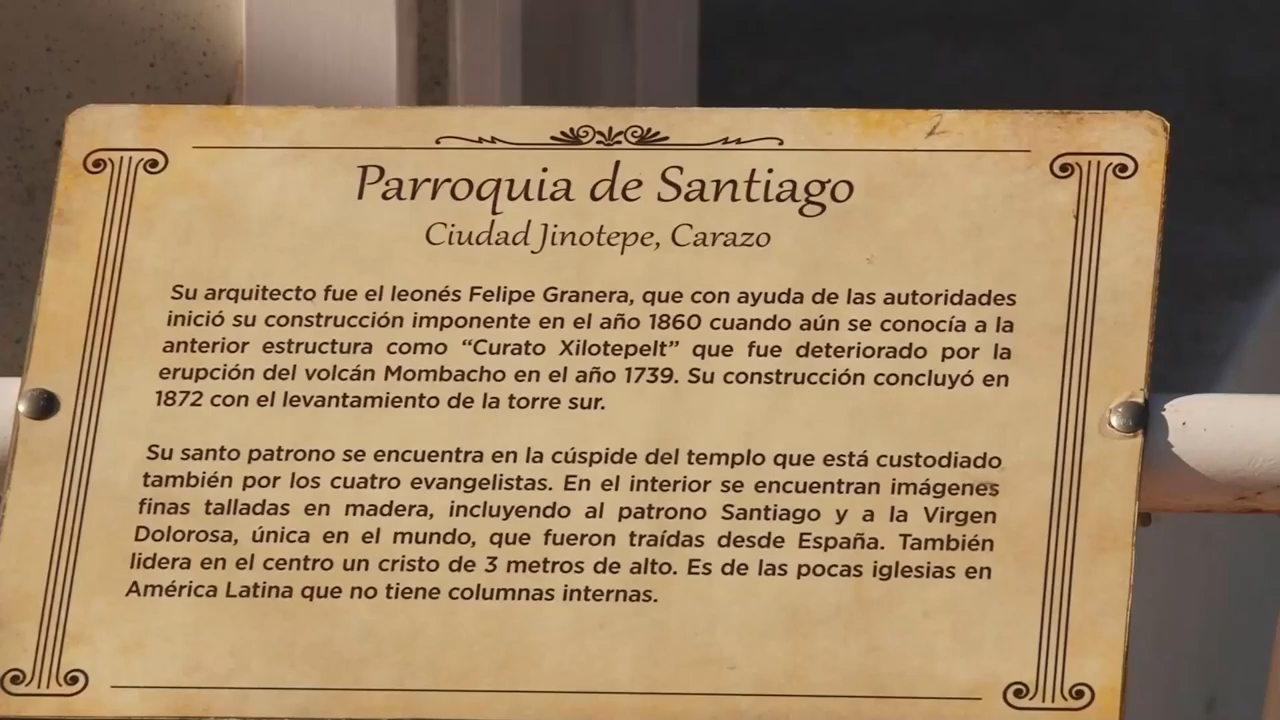 2
Parroquia de Santiago
Ciudad Jinotepe, Carazo
Su arquitecto fue el leonés Felipe Granera, que con ayuda de las autoridades
inició su construcción imponente en el año 1860 cuando aún se conocía a la
anterior estructura como “Curato Xilotepelt” que fue deteriorado por la
erupción del volcán Mombacho en el año 1739. Su construcción concluyó en
1872 con el levantamiento de la torre sur.
Su santo patrono se encuentra en la cúspide del templo que está custodiado
también por los cuatro evangelistas. En el interior se encuentran imágenes
finas talladas en madera, incluyendo al patrono Santiago y a la Virgen
Dolorosa, única en el mundo, que fueron traídas desde España. También
lidera en el centro un cristo de 3 metros de alto. Es de las pocas iglesias en
América Latina que no tiene columnas internas.